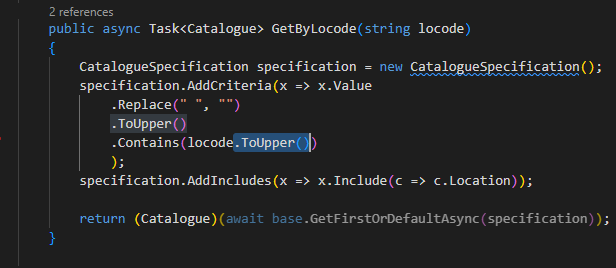 2 references
public async Task<Catalogue> GetByLocode(string locode)
{
CatalogueSpecification specification = new CatalogueSpecification();
specification.AddCriteria(x => x.Value
.Replace(" ", "")
.ToUpper()
.Contains(locode.ToUpper())
);
specification.AddIncludes(x => x.Include(c => c.Location));
return (Catalogue)(await base.GetFirstOrDefaultAsync(specification));
}